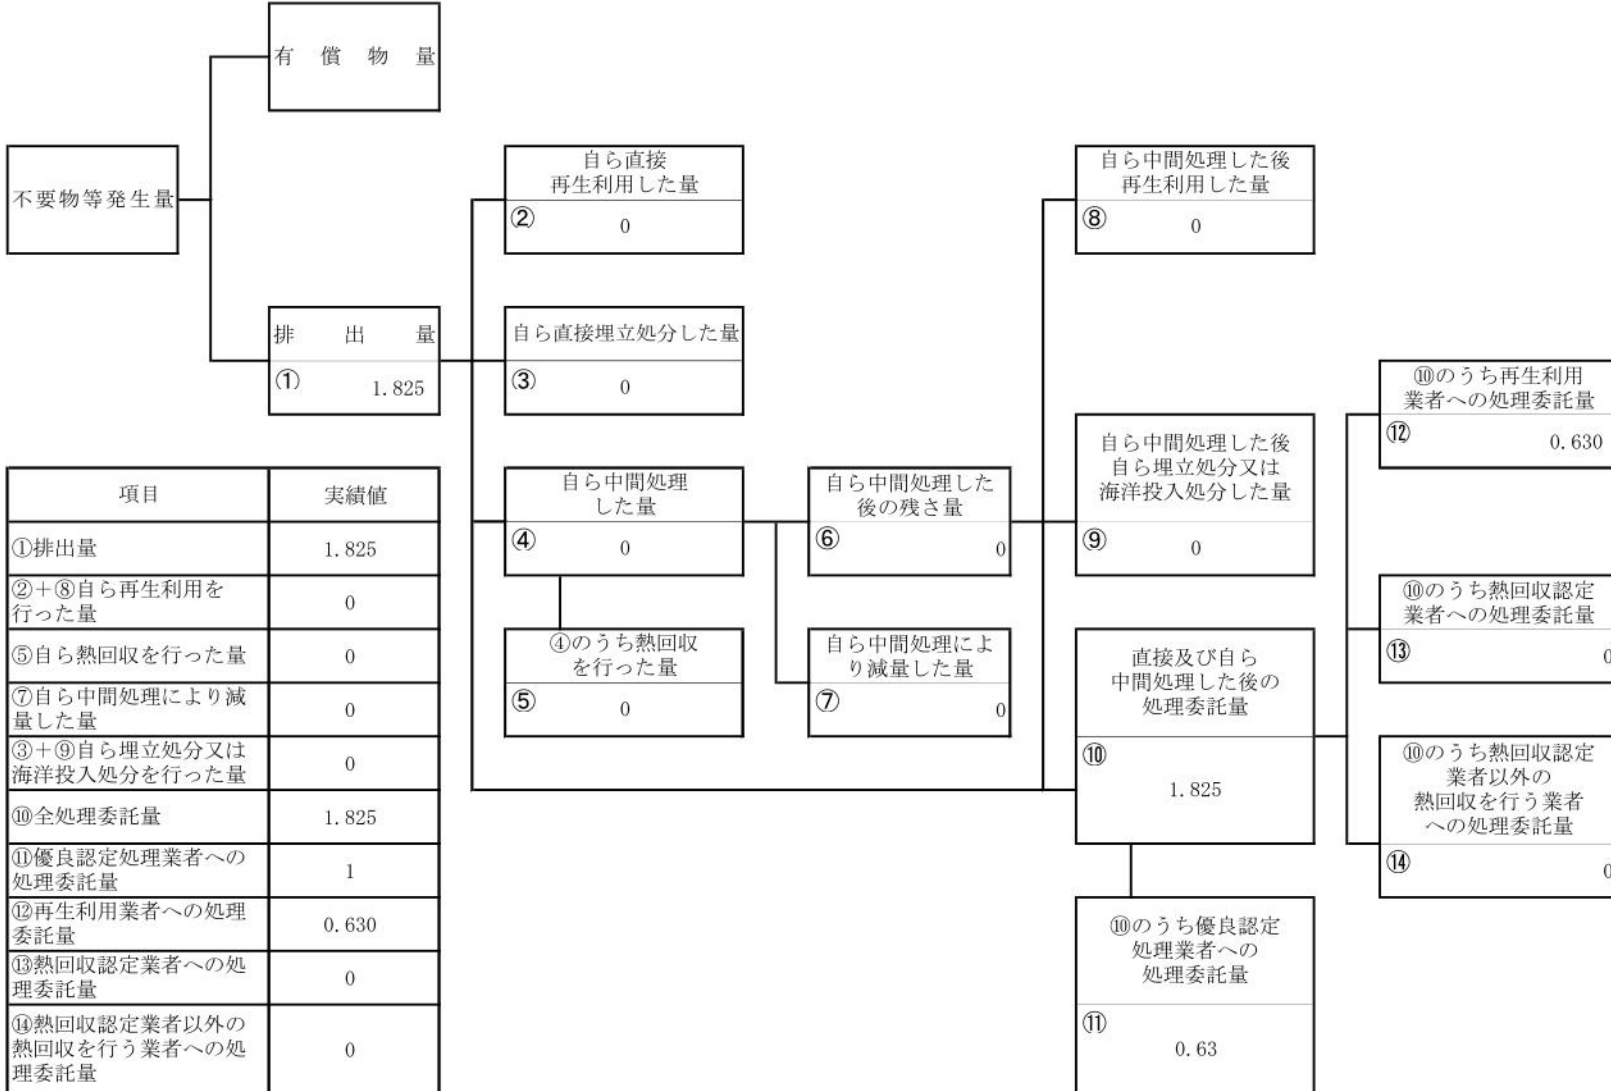 有償物量
不要物等発生量
排出量
① 1.825
自ら直接
再生利用した量
② 0
自ら直接埋立処分した量
③ 0
自ら中間処理
した量
④ 0
④のうち熱回収
を行った量
⑤ 0
自ら中間処理した
後の残さ量
⑥ 0
自ら中間処理によ
り減量した量
⑦ 0
自ら中間処理した後
再生利用した量
⑧ 0
自ら中間処理した後
自ら埋立処分又は
海洋投入処分した量
⑨ 0
直接及び自ら
中間処理した後の
処理委託量
⑩
1.825
⑩のうち優良認定
処理業者への
処理委託量
⑪
0.63
⑩のうち再生利用
業者への処理委託量
⑫ 0.630
⑩のうち熱回収認定
業者への処理委託量
⑬ 0
⑩のうち熱回収認定
業者以外の
熱回収を行う業者
への処理委託量
⑭ 0
項目 実績値
①排出量 1.825
②＋⑧自ら再生利用を
行った量 0
⑤自ら熱回収を行った量 0
⑦自ら中間処理により減
量した量 0
③＋⑨自ら埋立処分又は
海洋投入処分を行った量 0
⑩全処理委託量 1.825
⑪優良認定処理業者への
処理委託量 1
⑫再生利用業者への処理
委託量 0.630
⑬熱回収認定業者への処
理委託量 0
⑭熱回収認定業者以外の
熱回収を行う業者への処
理委託量 0